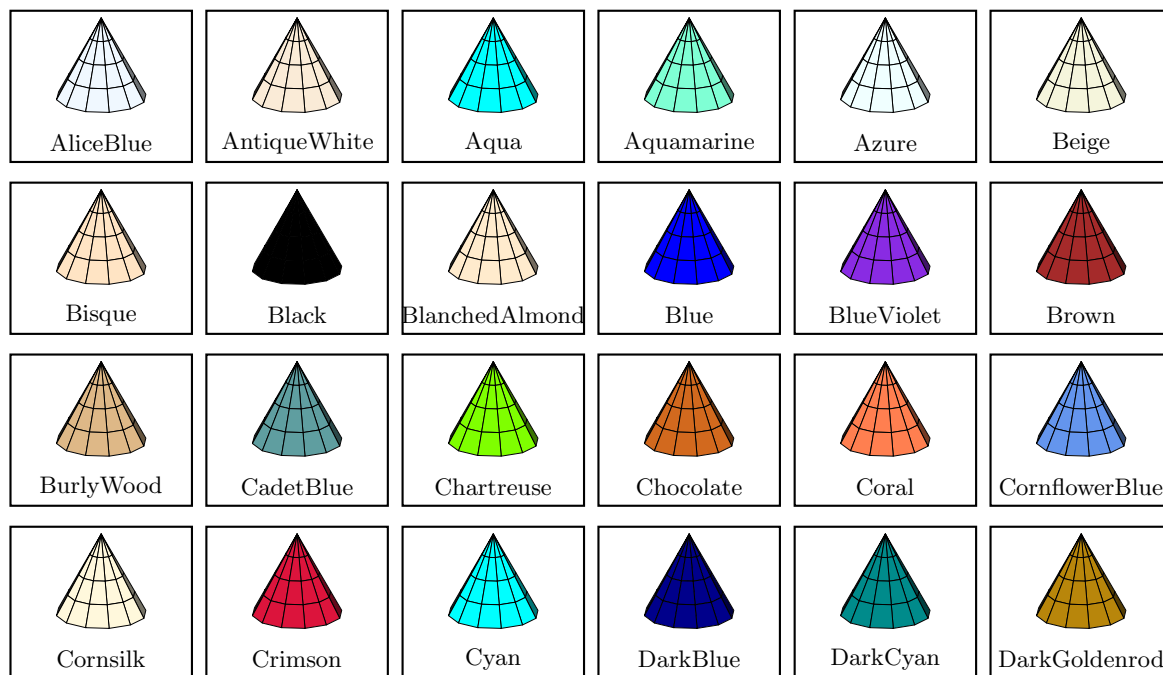 AliceBlue AntiqueWhite Aqua Aquamarine Azure Beige
Bisque Black BlanchedAlmond Blue BlueViolet Brown
BurlyWood CadetBlue Chartreuse Chocolate Coral CornflowerBlue
Cornsilk Crimson Cyan DarkBlue DarkCyan DarkGoldenrod